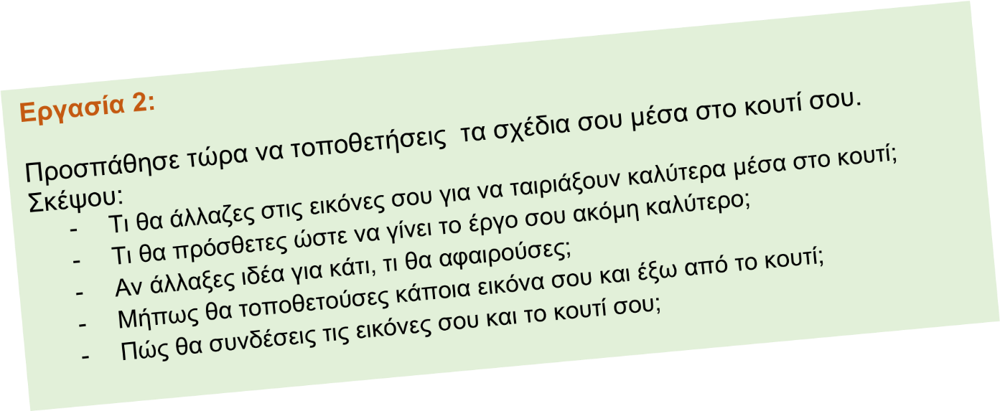 Εργασία 2:
Προσπάθησε τώρα να τοποθετήσεις τα σχέδια σου μέσα στο κουτί σου.
Σκέψου:
- Τι θα άλλαζες στις εικόνες σου για να ταιριάξουν καλύτερα μέσα στο κουτί;
- Τι θα πρόσθετες ώστε να γίνει το έργο σου ακόμη καλύτερο;
- Αν άλλαξες ιδέα για κάτι, τι θα αφαιρούσες;
- Μήπως θα τοποθετούσες κάποια εικόνα σου και έξω από το κουτί;
- Πώς θα συνδέσεις τις εικόνες σου και το κουτί σου;